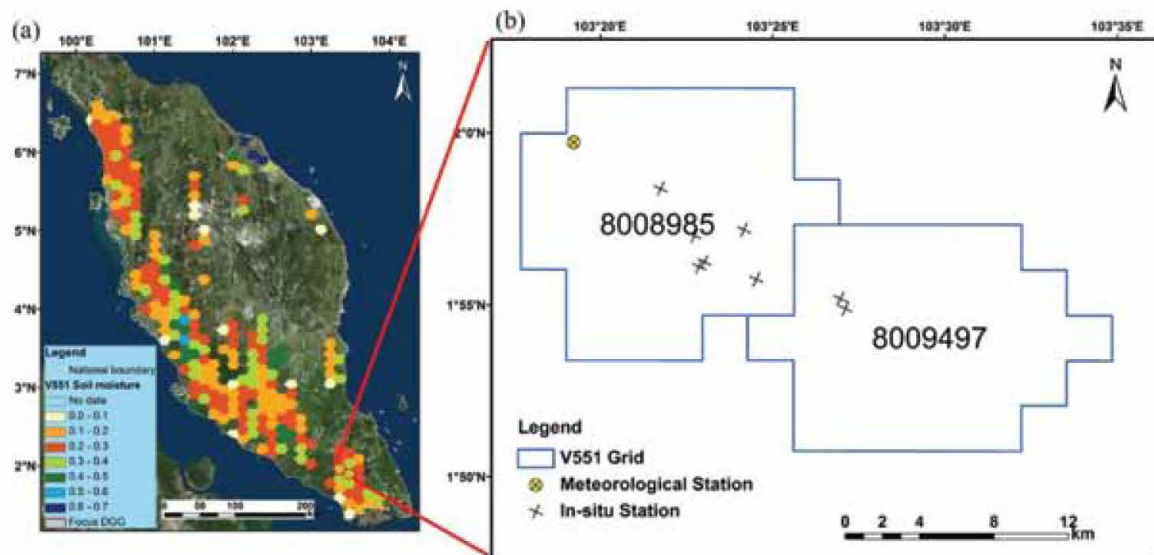 (a)
100°E 101°E 102°E 103°E 104°E
N
7°N
6°N
5°N
4°N
3°N
2°N
Legend
National boundary
V551 Soil moisture
No data
0.0 - 0.1
0.1 - 0.2
0.2 - 0.3
0.3 - 0.4
0.4 - 0.5
0.5 - 0.6
0.6 - 0.7
Focus DGG
0 50 100 200
(b)
103°20'E 103°25'E 103°30'E 103°35'E
N
2°0'N
1°55'N
1°50'N
8008985
8009497
Legend
V551 Grid
Meteorological Station
In-situ Station
0 2 4 8 12
km